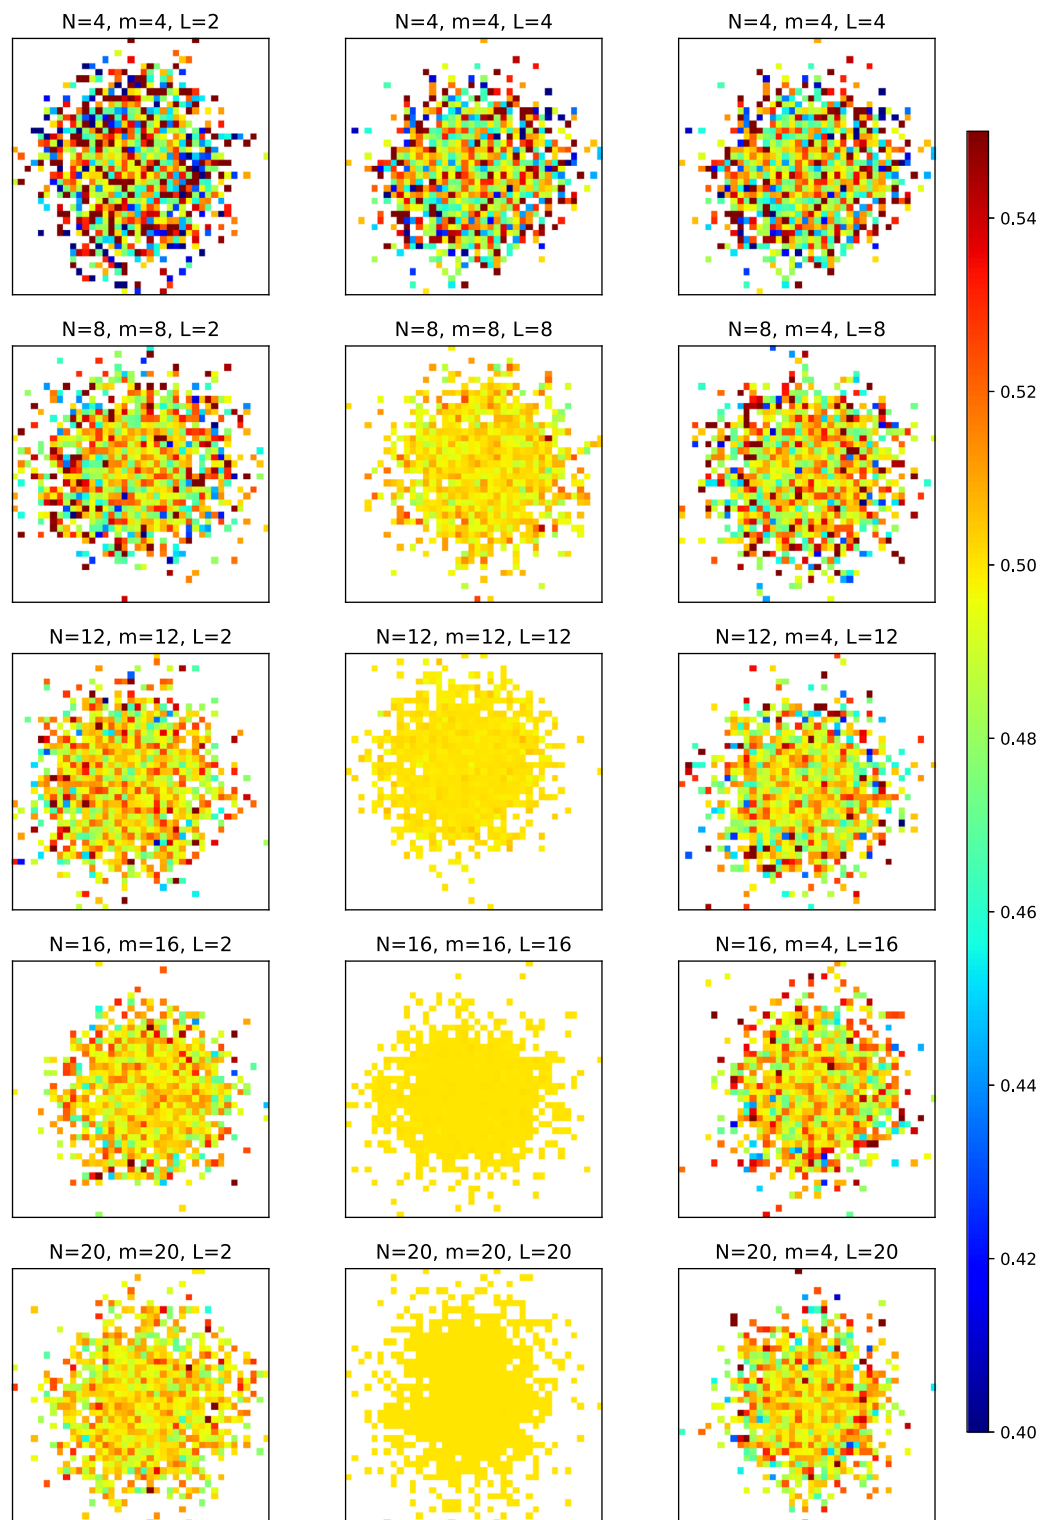 N=4, m=4, L=2
N=4, m=4, L=4
N=4, m=4, L=4
N=8, m=8, L=2
N=8, m=8, L=8
N=8, m=4, L=8
N=12, m=12, L=2
N=12, m=12, L=12
N=12, m=4, L=12
N=16, m=16, L=2
N=16, m=16, L=16
N=16, m=4, L=16
N=20, m=20, L=2
N=20, m=20, L=20
N=20, m=4, L=20
0.54
0.52
0.50
0.48
0.46
0.44
0.42
0.40